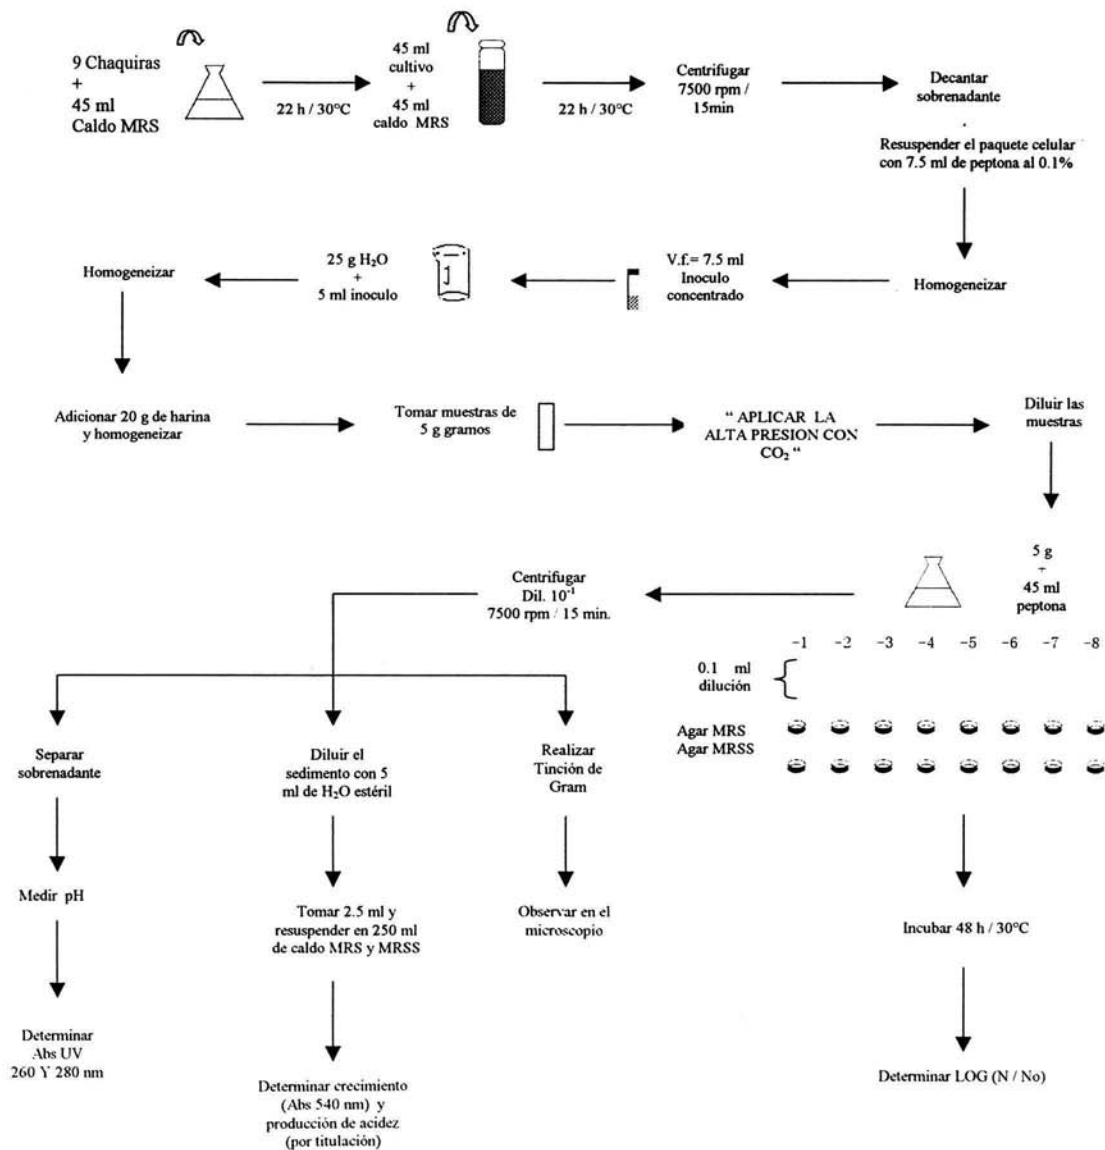 9 Chaquiras
+
45 ml
Caldo MRS
22 h / 30°C
45 ml
cultivo
+
45 ml
caldo MRS
22 h / 30°C
Centrifugar
7500 rpm /
15min
Decantar
sobrenadante
Resuspender el paquete celular
con 7.5 ml de peptona al 0.1%
Homogeneizar
V.f.= 7.5 ml
Inoculo
concentrado
25 g H₂O
+
5 ml inoculo
Homogeneizar
Adicionar 20 g de harina
y homogeneizar
Tomar muestras de
5 g gramos
“ APLICAR LA
ALTA PRESION CON
CO₂ “
Diluir las
muestras
5 g
+
45 ml
peptona
Centrifugar
Dil. 10⁻¹
7500 rpm / 15 min.
-1 -2 -3 -4 -5 -6 -7 -8
0.1 ml
dilución
Agar MRS
Agar MRSS
Separar
sobrenadante
Diluir el
sedimento con 5
ml de H₂O estéril
Realizar
Tinción de
Gram
Medir pH
Tomar 2.5 ml y
resuspender en 250 ml
de caldo MRS y MRSS
Observar en el
microscopio
Incubar 48 h / 30°C
Determinar
Abs UV
260 Y 280 nm
Determinar crecimiento
(Abs 540 nm) y
producción de acidez
(por titulación)
Determinar LOG (N / No)